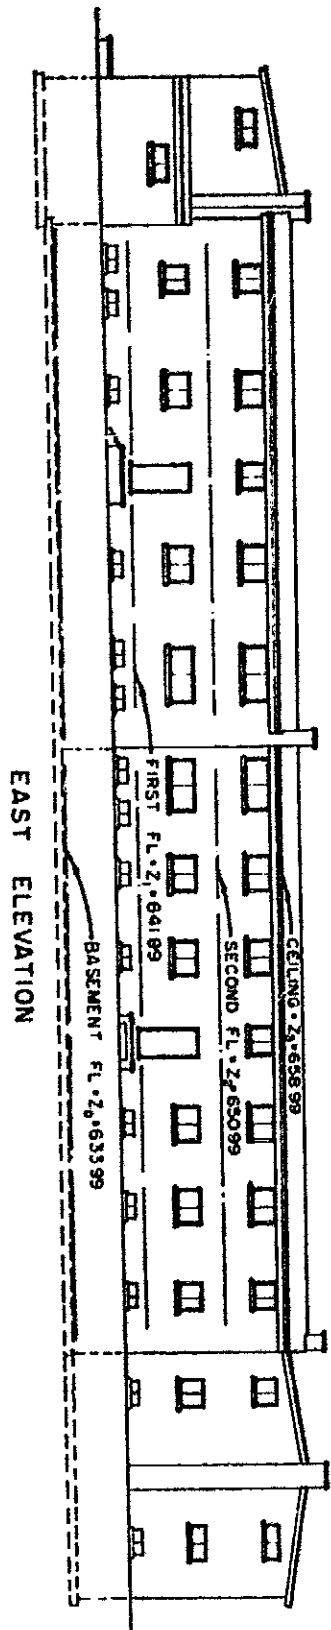 CEILING • Z₃ • 658.99
SECOND FL • Z₂ • 650.99
FIRST FL • Z₁ • 641.89
BASEMENT FL • Z₀ • 633.99
EAST ELEVATION